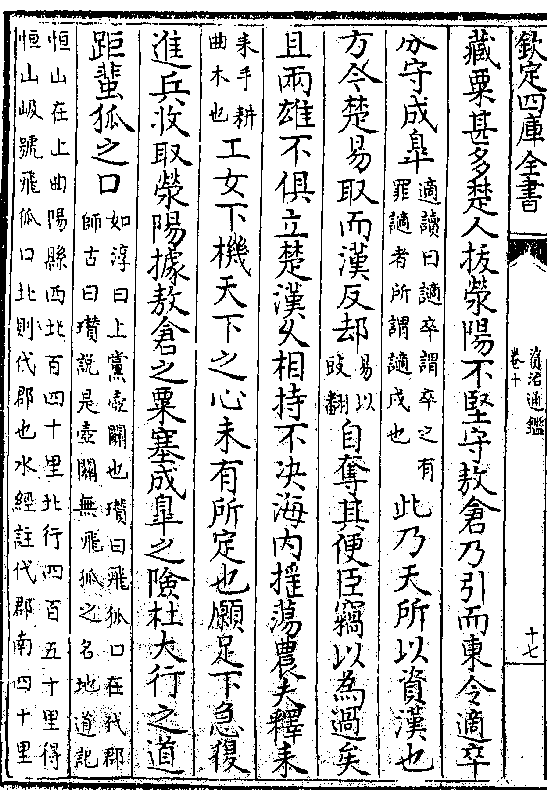 欽定四庫全書
資治通鑑
卷十
十七
藏粟甚多楚人拔滎陽不堅守敖倉乃引而東令適卒
分守成臯適讀曰謫卒謂卒之有罪謫者所謂謫戍也此乃天所以資漢也
方今楚易取而漢反却易以豉翻自奪其便臣竊以為過矣
且兩雄不俱立楚漢久相持不決海内揺蕩農夫釋耒
耒手耕曲木也工女下機天下之心未有所定也願足下急復
進兵收取滎陽據敖倉之粟塞成臯之險杜大行之道
距蜚狐之口如淳曰上黨壺關也瓚曰飛狐口在代郡師古曰瓚說是壺關無飛狐之名地道記
恒山在上曲陽縣西北百四十里北行四百五十里得
恒山岋號飛狐口北則代郡也水經註代郡南四十里